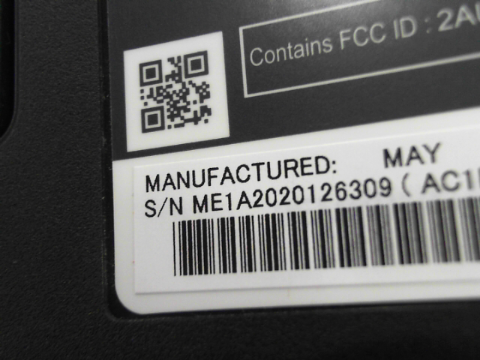 Contains FCC ID : 2A
MANUFACTURED: MAY
S/N ME1A2020126309 ( AC1